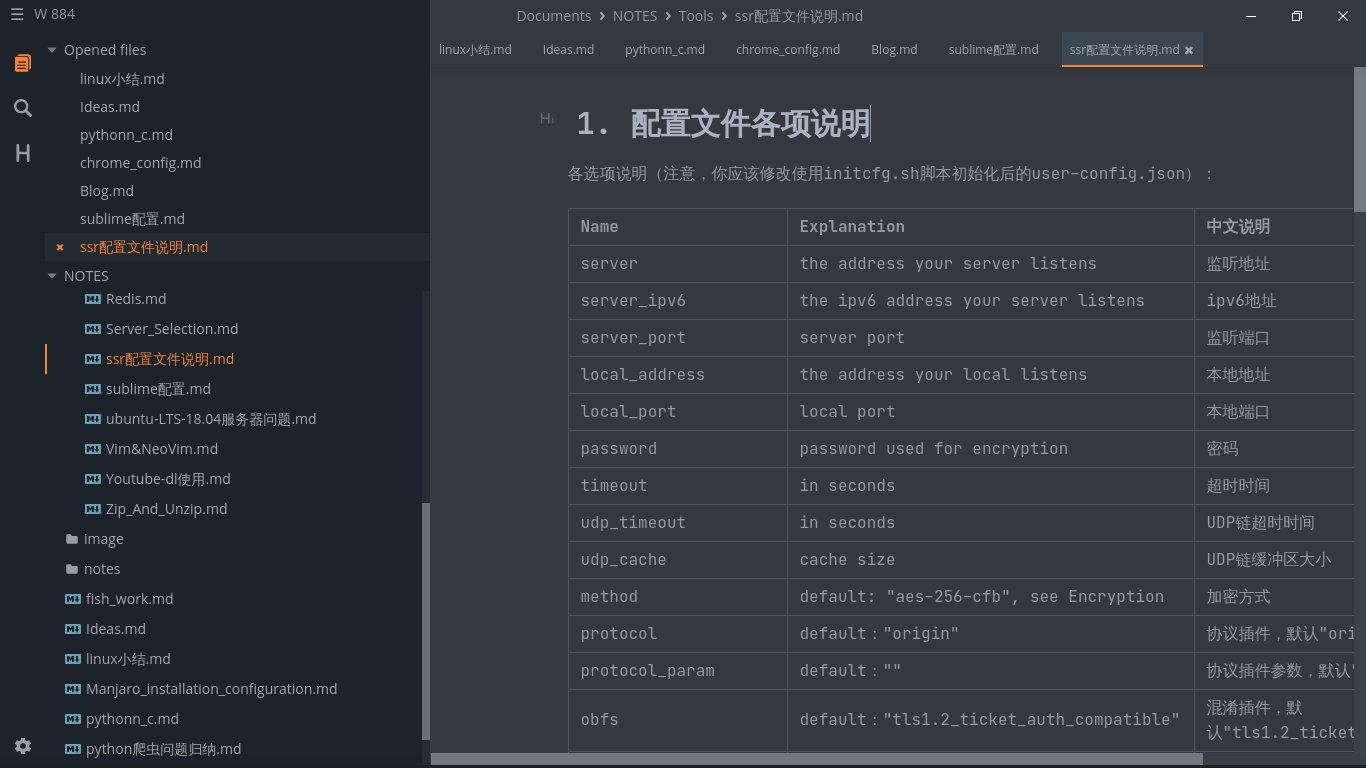 W 884
Documents › NOTES › Tools › ssr配置文件说明.md
Opened files
linux小结.md
Ideas.md
pythonn_c.md
chrome_config.md
Blog.md
sublime配置.md
ssr配置文件说明.md
NOTES
Redis.md
Server_Selection.md
ssr配置文件说明.md
sublime配置.md
ubuntu-LTS-18.04服务器问题.md
Vim&NeoVim.md
Youtube-dl使用.md
Zip_And_Unzip.md
image
notes
fish_work.md
Ideas.md
linux小结.md
Manjaro_installation_configuration.md
pythonn_c.md
python爬虫问题归纳.md
linux小结.md Ideas.md pythonn_c.md chrome_config.md Blog.md sublime配置.md ssr配置文件说明.md
H1 1. 配置文件各项说明
各选项说明（注意，你应该修改使用initcfg.sh脚本初始化后的user-config.json）：
Name Explanation 中文说明
server the address your server listens 监听地址
server_ipv6 the ipv6 address your server listens ipv6地址
server_port server port 监听端口
local_address the address your local listens 本地地址
local_port local port 本地端口
password password used for encryption 密码
timeout in seconds 超时时间
udp_timeout in seconds UDP链超时时间
udp_cache cache size UDP链缓冲区大小
method default: "aes-256-cfb", see Encryption 加密方式
protocol default："origin" 协议插件，默认"ori
protocol_param default："" 协议插件参数，默认"
obfs default："tls1.2_ticket_auth_compatible" 混淆插件，默
认"tls1.2_ticket